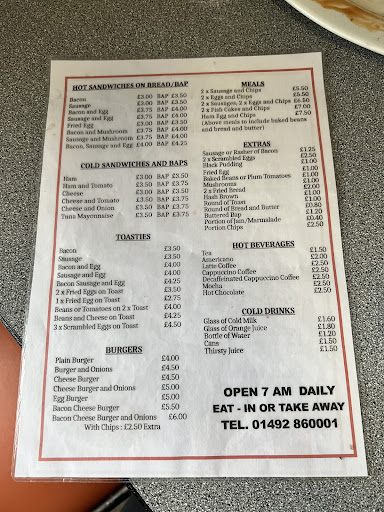 HOT SANDWICHES ON BREAD/BAP
Bacon £3.00 BAP £3.50
Sausage £3.00 BAP £3.50
Bacon and Egg £3.75 BAP £4.00
Sausage and Egg £3.75 BAP £4.00
Fried Egg £3.00 BAP £3.50
Bacon and Mushroom £3.75 BAP £4.00
Sausage and Mushroom £3.75 BAP £4.00
Bacon, Sausage and Egg £4.00 BAP £4.25
COLD SANDWICHES AND BAPS
Ham £3.00 BAP £3.50
Ham and Tomato £3.50 BAP £3.75
Cheese £3.00 BAP £3.50
Cheese and Tomato £3.50 BAP £3.75
Cheese and Onion £3.50 BAP £3.75
Tuna Mayonnaise £3.50 BAP £3.75
TOASTIES
Bacon £3.50
Sausage £3.50
Bacon and Egg £4.00
Sausage and Egg £4.00
Bacon Sausage and Egg £4.25
2 x Fried Eggs on Toast £3.50
1 x Fried Egg on Toast £2.75
Beans or Tomatoes on 2 x Toast £4.00
Beans and Cheese on Toast £4.25
3 x Scrambled Eggs on Toast £4.50
BURGERS
Plain Burger £4.00
Burger and Onions £4.50
Cheese Burger £4.50
Cheese Burger and Onions £5.00
Egg Burger £5.00
Bacon Cheese Burger £5.50
Bacon Cheese Burger and Onions £6.00
With Chips : £2.50 Extra
MEALS
2 x Sausage and Chips £5.50
2 x Eggs and Chips £5.50
2 x Sausages, 2 x Eggs and Chips £6.50
2 x Fish Cakes and Chips £7.00
Ham Egg and Chips £7.50
(Above meals to include baked beans
and bread and butter)
EXTRAS
Sausage or Rasher of Bacon £1.25
2 x Scrambled Eggs £2.50
Black Pudding £1.00
Fried Egg £1.00
Baked Beans or Plum Tomatoes £1.00
Mushrooms £1.00
2 x Fried Bread £2.00
Hash Brown £1.00
Round of Toast £1.00
Round of Bread and Butter £0.80
Buttered Bap £1.20
Portion of Jam/Marmalade £0.40
Portion Chips £2.50
HOT BEVERAGES
Tea £1.50
Americano £2.00
Latte Coffee £2.50
Cappuccino Coffee £2.50
Decaffeinated Cappuccino Coffee £2.50
Mocha £2.50
Hot Chocolate £2.50
COLD DRINKS
Glass of Cold Milk £1.60
Glass of Orange Juice £1.80
Bottle of Water £1.20
Cans £1.50
Thirsty Juice £1.50
OPEN 7 AM DAILY
EAT - IN OR TAKE AWAY
TEL. 01492 860001